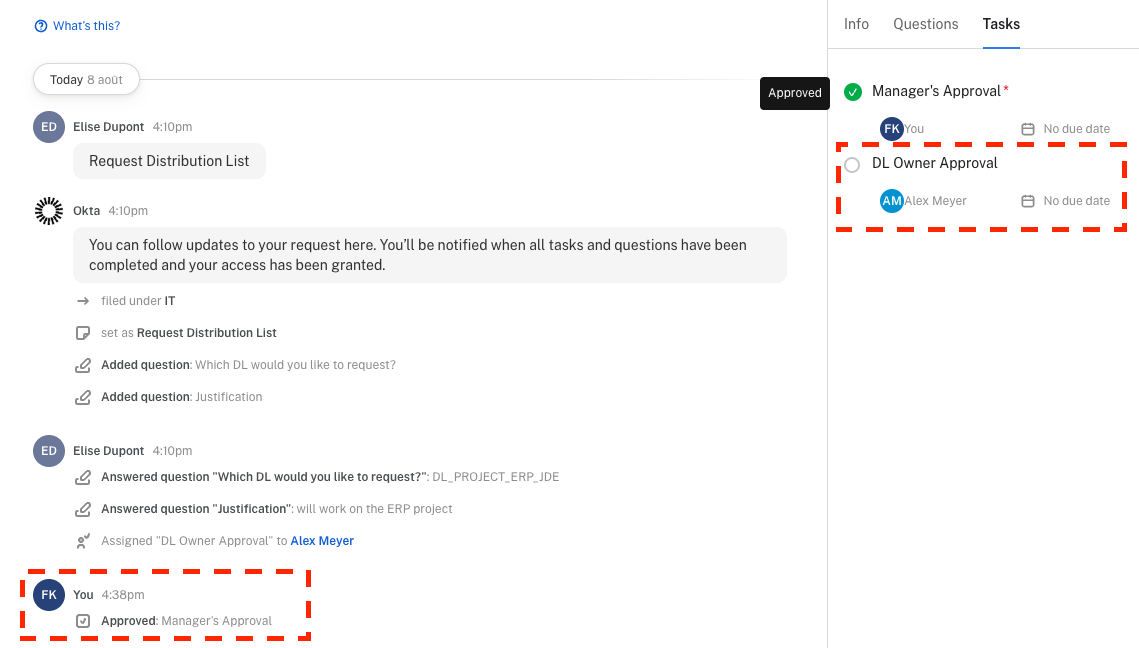 What's this?
Today 8 août
ED Elise Dupont 4:10pm
Request Distribution List
Okta 4:10pm
You can follow updates to your request here. You’ll be notified when all tasks and questions have been
completed and your access has been granted.
filed under IT
set as Request Distribution List
Added question: Which DL would you like to request?
Added question: Justification
ED Elise Dupont 4:10pm
Answered question "Which DL would you like to request?": DL_PROJECT_ERP_JDE
Answered question "Justification": will work on the ERP project
Assigned "DL Owner Approval" to Alex Meyer
FK You 4:38pm
Approved: Manager's Approval
Info Questions Tasks
Approved
Manager's Approval*
FK You No due date
DL Owner Approval
AM Alex Meyer No due date